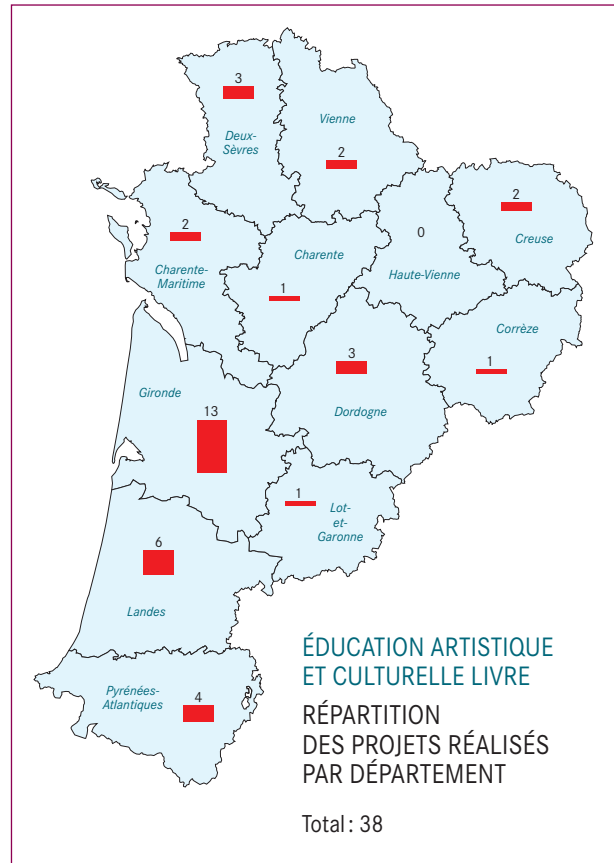 3
Deux-
Sèvres
Vienne
2
2
Charente-
Maritime
Charente
1
0
Haute-Vienne
2
Creuse
Corrèze
1
Gironde
13
3
Dordogne
1
Lot-
et-
Garonne
6
Landes
Pyrénées-
Atlantiques
4
ÉDUCATION ARTISTIQUE
ET CULTURELLE LIVRE
RÉPARTITION
DES PROJETS RÉALISÉS
PAR DÉPARTEMENT
Total : 38